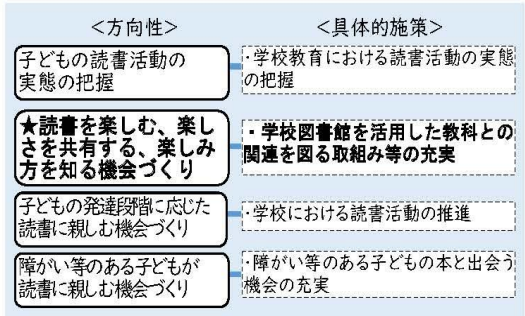 <方向性>
<具体的施策>
子どもの読書活動の
実態の把握
・学校教育における読書活動の実態
の把握
★読書を楽しむ、楽し
さを共有する、楽しみ
方を知る機会づくり
・学校図書館を活用した教科との
関連を図る取組み等の充実
子どもの発達段階に応じた
読書に親しむ機会づくり
・学校における読書活動の推進
障がい等のある子どもが
読書に親しむ機会づくり
・障がい等のある子どもの本と出会う
機会の充実